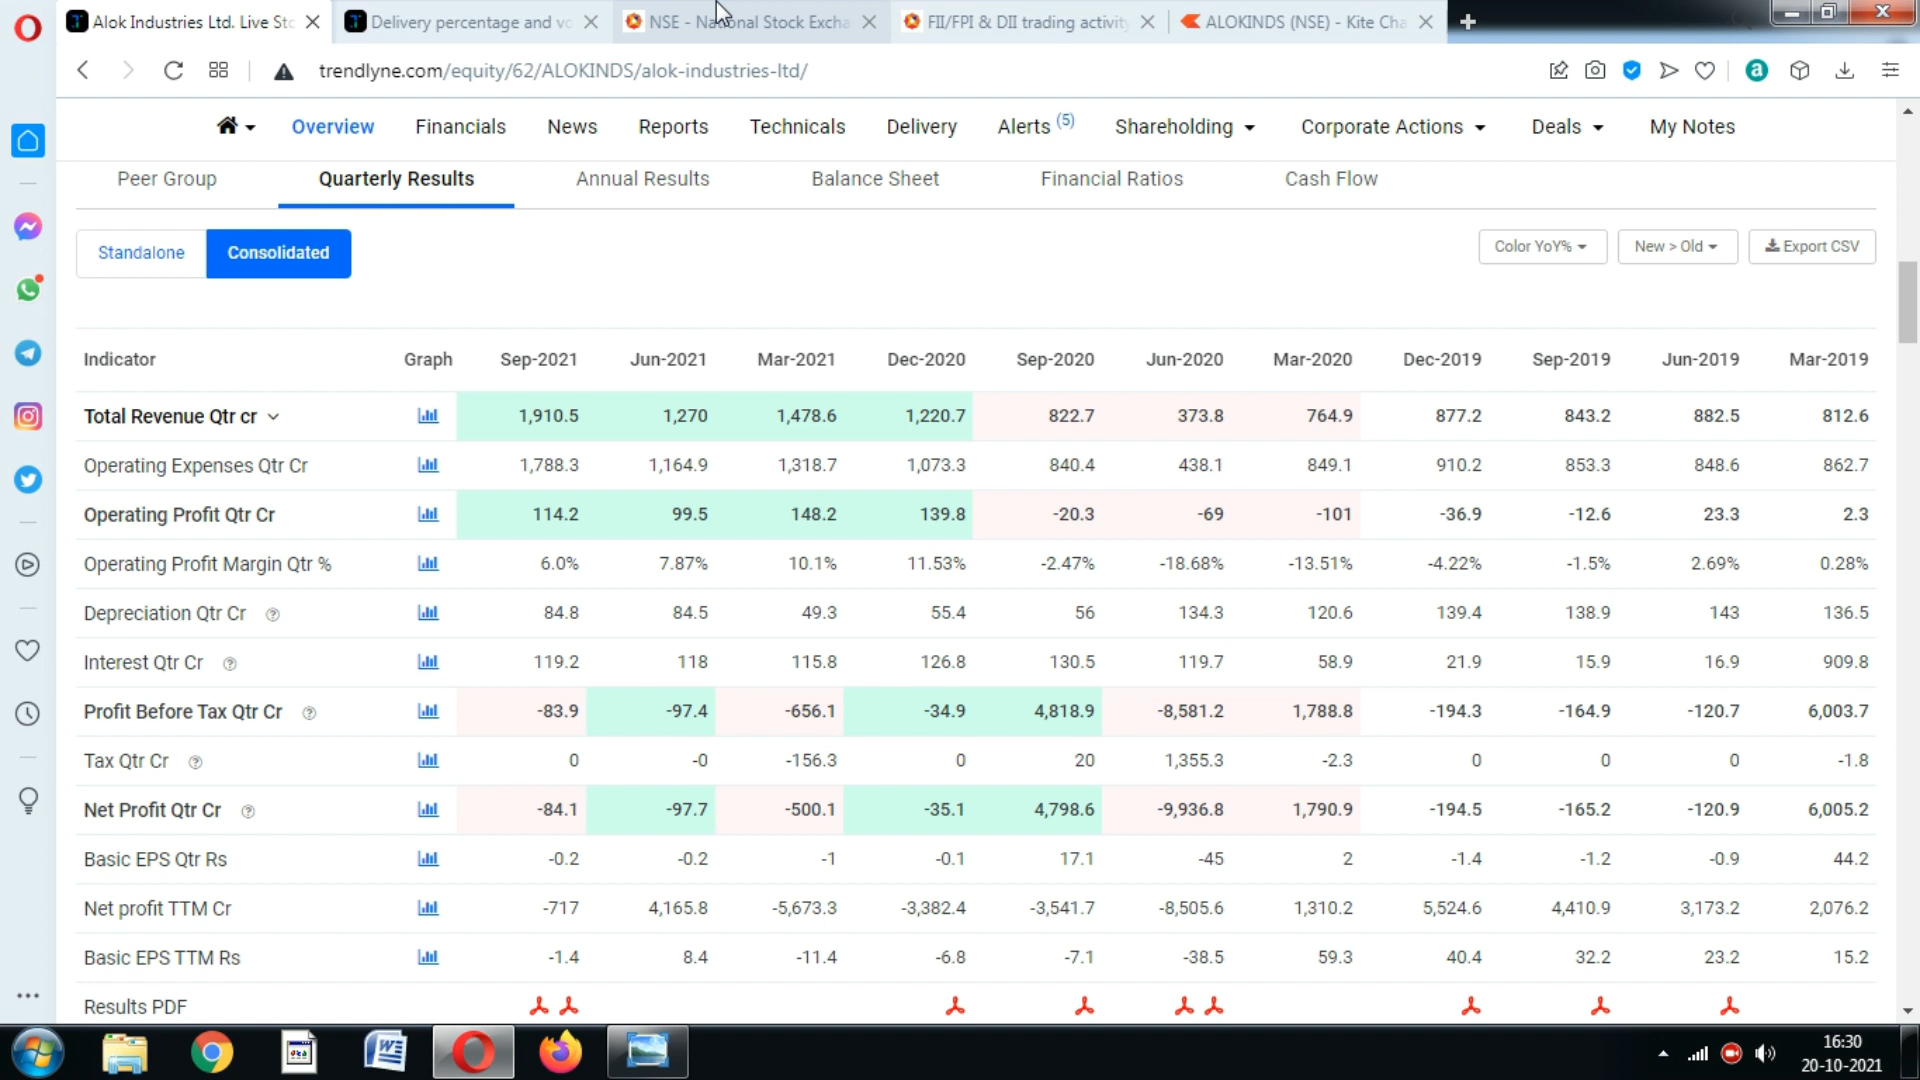 Alok Industries Ltd. Live Sto
Delivery percentage and vo
NSE - National Stock Excha
FII/FPI & DII trading activity
ALOKINDS (NSE) - Kite Cha
trendlyne.com/equity/62/ALOKINDS/alok-industries-ltd/
a
Overview Financials News Reports Technicals Delivery Alerts (5) Shareholding Corporate Actions Deals My Notes
Peer Group Quarterly Results Annual Results Balance Sheet Financial Ratios Cash Flow
Standalone Consolidated Color YoY% New > Old Export CSV
Indicator Graph Sep-2021 Jun-2021 Mar-2021 Dec-2020 Sep-2020 Jun-2020 Mar-2020 Dec-2019 Sep-2019 Jun-2019 Mar-2019
Total Revenue Qtr cr 1,910.5 1,270 1,478.6 1,220.7 822.7 373.8 764.9 877.2 843.2 882.5 812.6
Operating Expenses Qtr Cr 1,788.3 1,164.9 1,318.7 1,073.3 840.4 438.1 849.1 910.2 853.3 848.6 862.7
Operating Profit Qtr Cr 114.2 99.5 148.2 139.8 -20.3 -69 -101 -36.9 -12.6 23.3 2.3
Operating Profit Margin Qtr % 6.0% 7.87% 10.1% 11.53% -2.47% -18.68% -13.51% -4.22% -1.5% 2.69% 0.28%
Depreciation Qtr Cr 84.8 84.5 49.3 55.4 56 134.3 120.6 139.4 138.9 143 136.5
Interest Qtr Cr 119.2 118 115.8 126.8 130.5 119.7 58.9 21.9 15.9 16.9 909.8
Profit Before Tax Qtr Cr -83.9 -97.4 -656.1 -34.9 4,818.9 -8,581.2 1,788.8 -194.3 -164.9 -120.7 6,003.7
Tax Qtr Cr 0 -0 -156.3 0 20 1,355.3 -2.3 0 0 0 -1.8
Net Profit Qtr Cr -84.1 -97.7 -500.1 -35.1 4,798.6 -9,936.8 1,790.9 -194.5 -165.2 -120.9 6,005.2
Basic EPS Qtr Rs -0.2 -0.2 -1 -0.1 17.1 -45 2 -1.4 -1.2 -0.9 44.2
Net profit TTM Cr -717 4,165.8 -5,673.3 -3,382.4 -3,541.7 -8,505.6 1,310.2 5,524.6 4,410.9 3,173.2 2,076.2
Basic EPS TTM Rs -1.4 8.4 -11.4 -6.8 -7.1 -38.5 59.3 40.4 32.2 23.2 15.2
Results PDF
16:30
20-10-2021